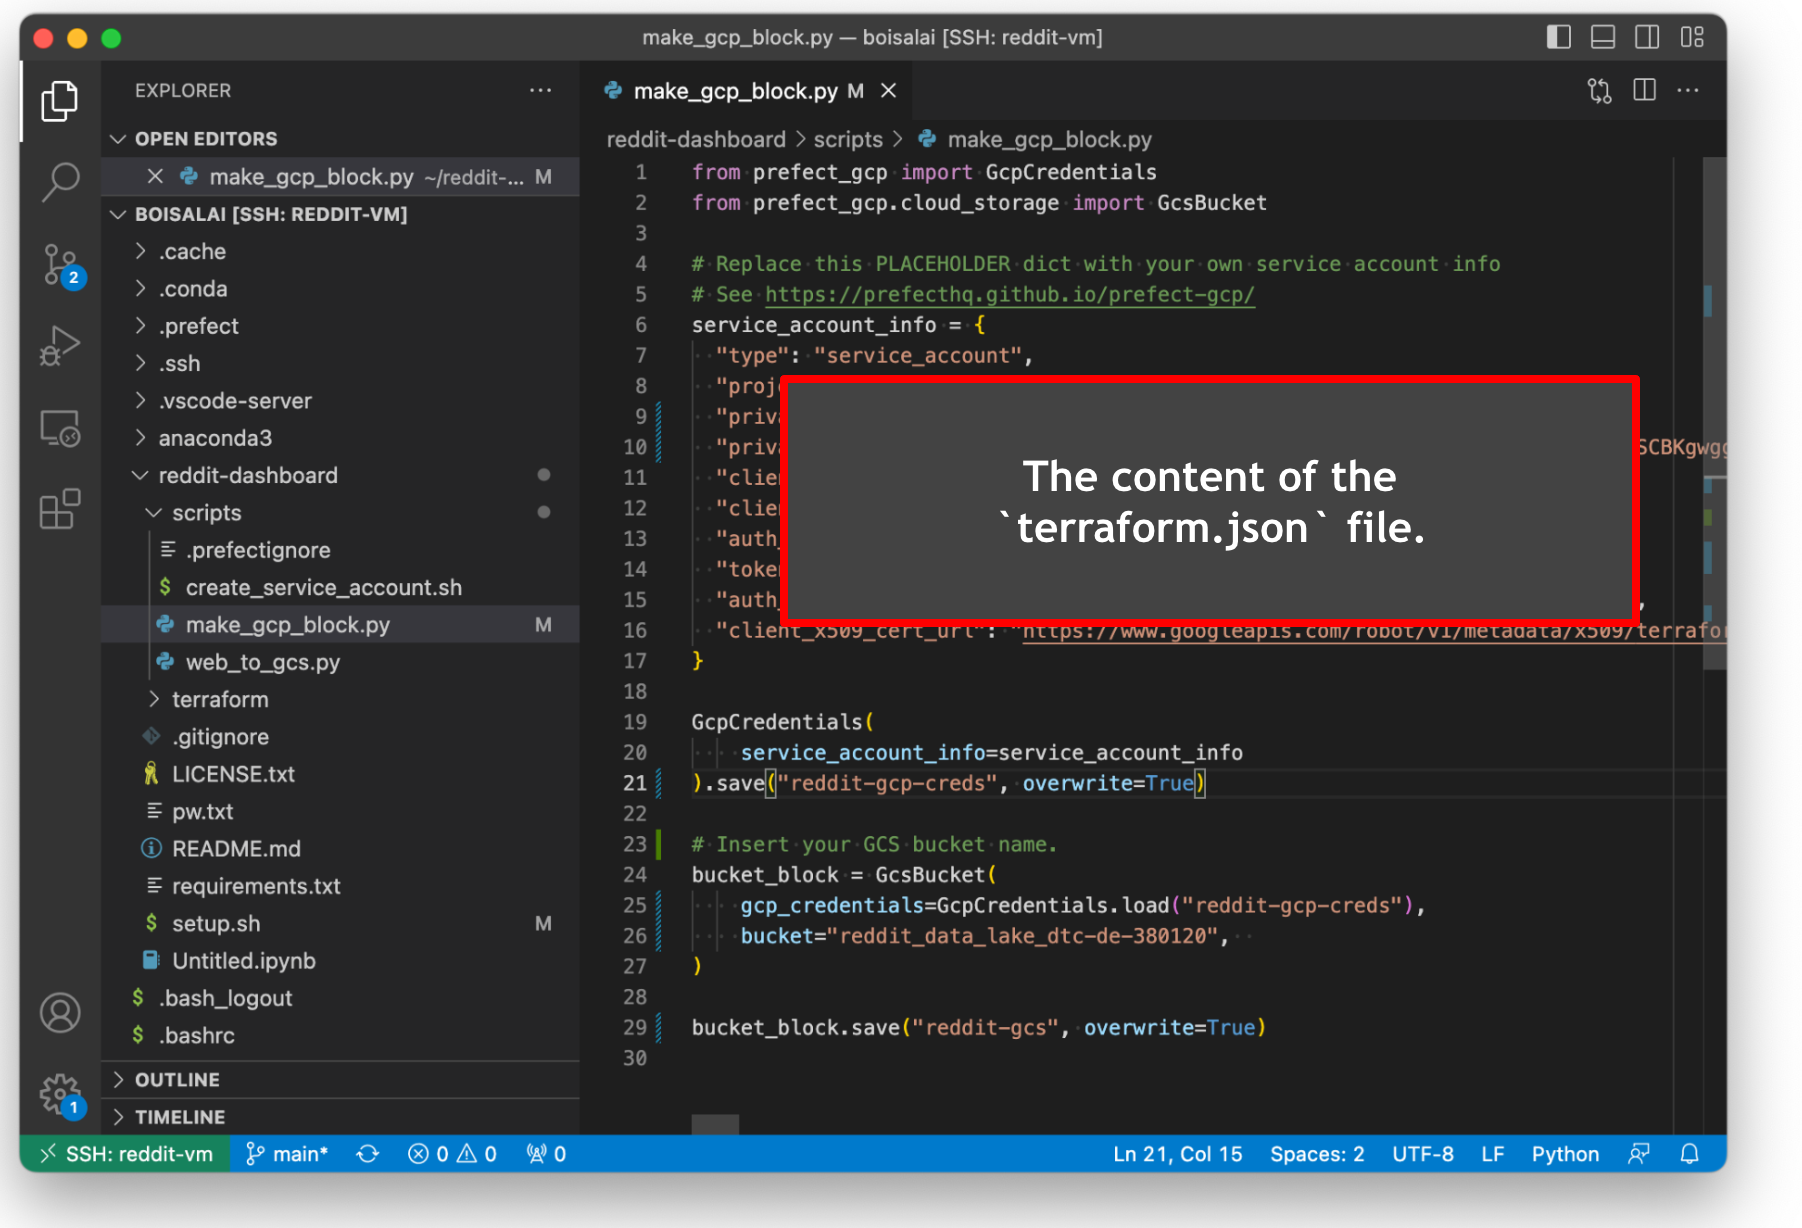 make_gcp_block.py — boisalai [SSH: reddit-vm]
EXPLORER
OPEN EDITORS
make_gcp_block.py ~/reddit-... M
BOISALAI [SSH: REDDIT-VM]
.cache
.conda
.prefect
.ssh
.vscode-server
anaconda3
reddit-dashboard
scripts
.prefectignore
$ create_service_account.sh
make_gcp_block.py M
web_to_gcs.py
terraform
.gitignore
LICENSE.txt
pw.txt
README.md
requirements.txt
$ setup.sh M
Untitled.ipynb
$ .bash_logout
$ .bashrc
OUTLINE
TIMELINE
2
1
make_gcp_block.py M
reddit-dashboard > scripts > make_gcp_block.py
1 from prefect_gcp import GcpCredentials
2 from prefect_gcp.cloud_storage import GcsBucket
3
4 # Replace this PLACEHOLDER dict with your own service account info
5 # See https://prefecthq.github.io/prefect-gcp/
6 service_account_info = {
7 "type": "service_account",
8 "proj
9 "priva
10 "priva SCBKgwgg
11 "clien
12 "clien
13 "auth_
14 "token
15 "auth_ ,
16 "client_x509_cert_url": "https://www.googleapis.com/robot/v1/metadata/x509/terrafor
17 }
18
19 GcpCredentials(
20 service_account_info=service_account_info
21 ).save("reddit-gcp-creds", overwrite=True)
22
23 # Insert your GCS bucket name.
24 bucket_block = GcsBucket(
25 gcp_credentials=GcpCredentials.load("reddit-gcp-creds"),
26 bucket="reddit_data_lake_dtc-de-380120",
27 )
28
29 bucket_block.save("reddit-gcs", overwrite=True)
30
The content of the
`terraform.json` file.
SSH: reddit-vm main* 0 0 0 Ln 21, Col 15 Spaces: 2 UTF-8 LF Python